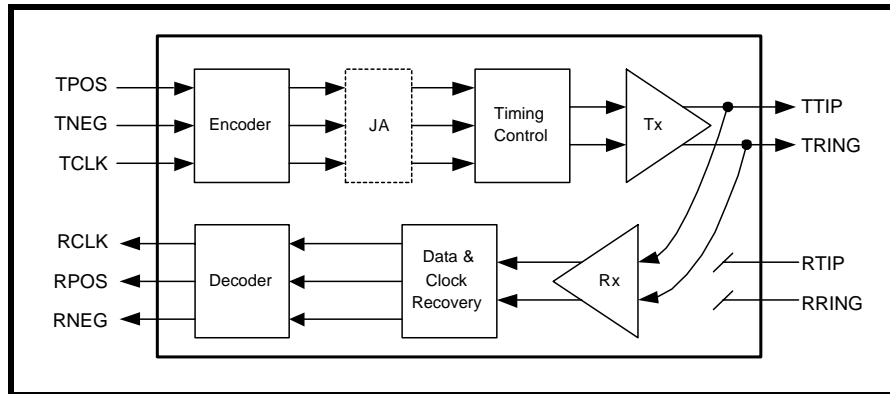 TPOS
TNEG
TCLK
Encoder
JA
Timing
Control
Tx
TTIP
TRING
RCLK
RPOS
RNEG
Decoder
Data &
Clock
Recovery
Rx
RTIP
RRING